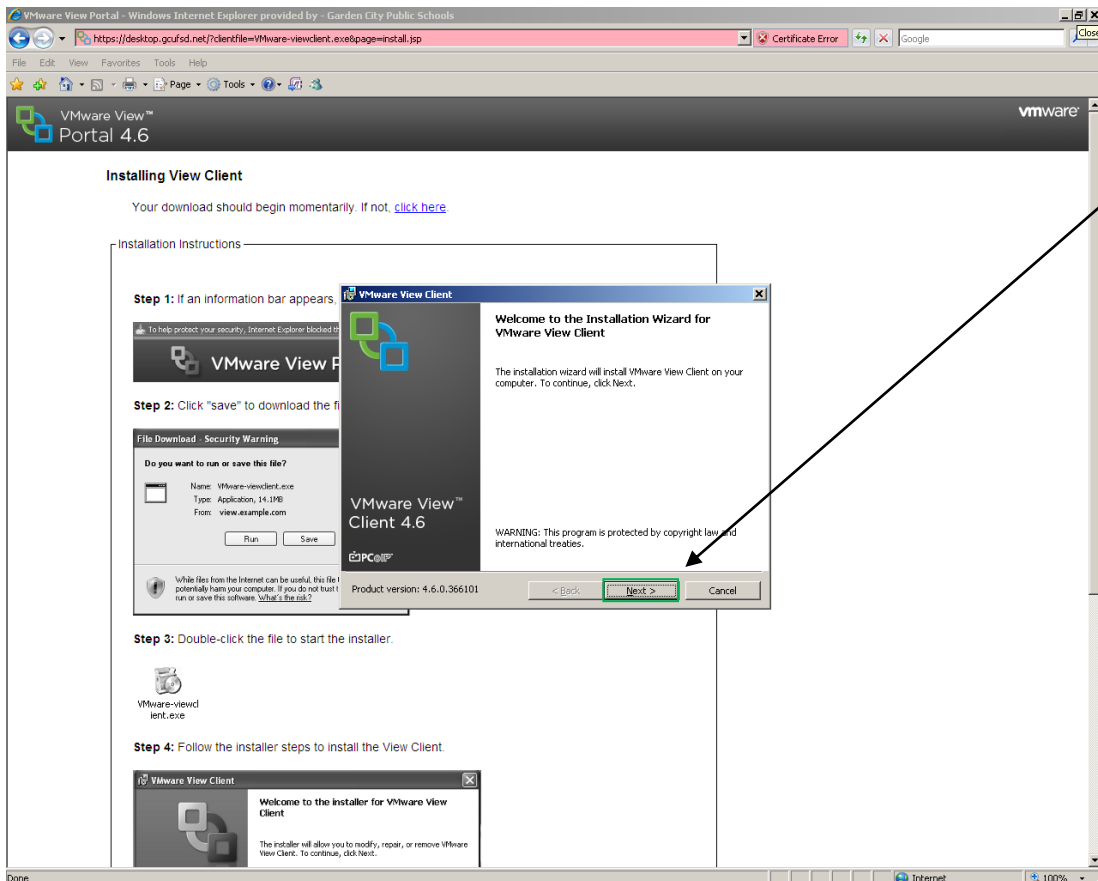 VMware View Portal - Windows Internet Explorer provided by - Garden City Public Schools
https://desktop.gcufsd.net/?clientfile=VMware-viewclient.exe&page=install.jsp
Certificate Error
Google
Close
File Edit View Favorites Tools Help
Page Tools
VMware View™
Portal 4.6
vmware
Installing View Client
Your download should begin momentarily. If not, click here.
Installation Instructions
Step 1: If an information bar appears,
To help protect your security, Internet Explorer blocked
VMware View
Step 2: Click "save" to download the
File Download - Security Warning
Do you want to run or save this file?
Name: VMware-viewclient.exe
Type: Application, 14.1MB
From: view.example.com
Run Save
While files from the Internet can be useful, this file
potentially harm your computer. If you do not trust
run or save this software. What's the risk?
VMware View Client
Welcome to the Installation Wizard for
VMware View Client
The installation wizard will install VMware View Client on your
computer. To continue, click Next.
VMware View™
Client 4.6
WARNING: This program is protected by copyright law and
international treaties.
PCoIP
Product version: 4.6.0.366101
< Back Next > Cancel
Step 3: Double-click the file to start the installer.
VMware-viewcl
ient.exe
Step 4: Follow the installer steps to install the View Client.
VMware View Client
Welcome to the installer for VMware View
Client
The installer will allow you to modify, repair, or remove VMware
View Client. To continue, click Next.
Done
Internet
100%